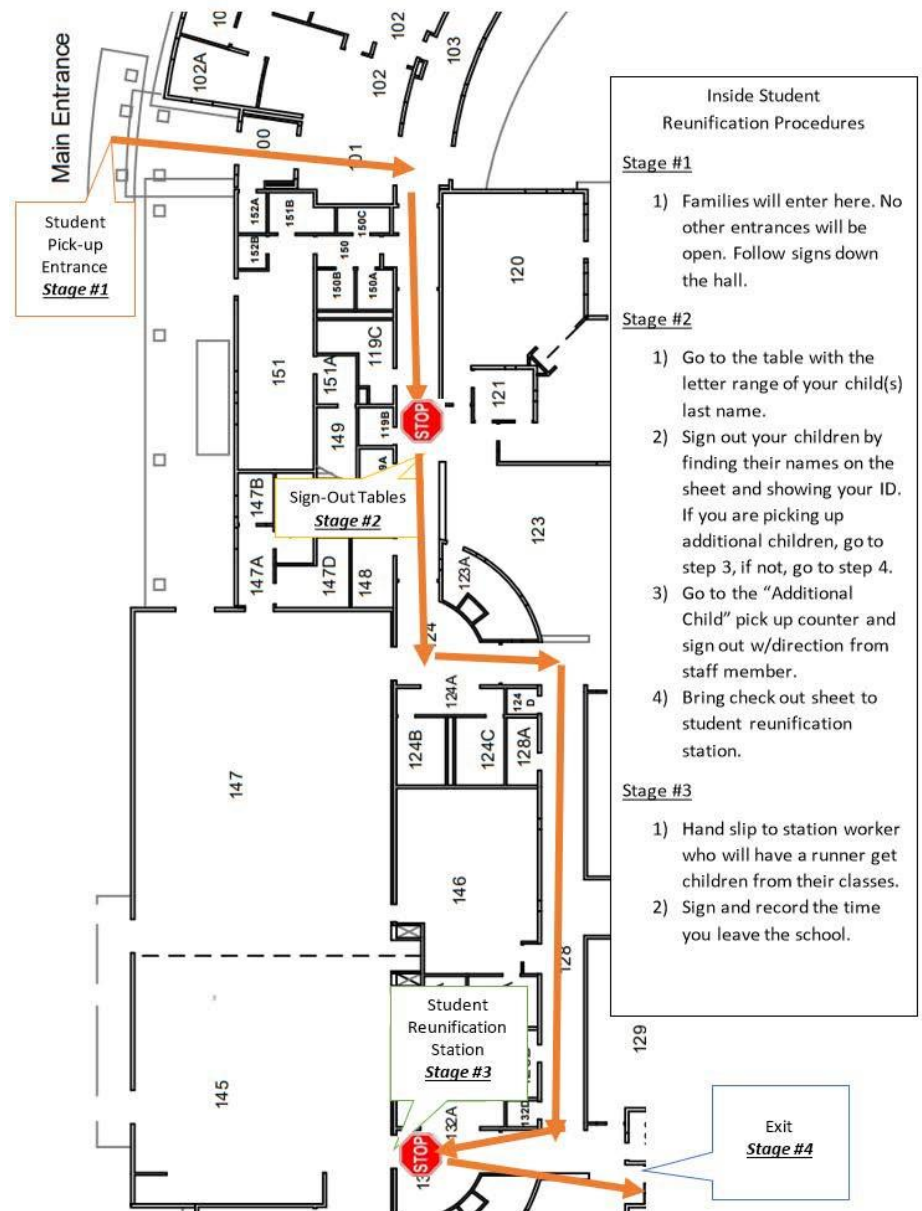 Main Entrance
102A
102
102
103
120
121
123
123A
119C
119B
152A
152B
151B
150C
150
150B
150A
151
151A
149
147B
147A
147D
148
124A
124B
124C
124
D
128A
147
146
128
145
132A
132D
129
STOP
STOP
Student
Pick-up
Entrance
Stage #1
Sign-Out Tables
Stage #2
Student
Reunification
Station
Stage #3
Exit
Stage #4
Inside Student
Reunification Procedures
Stage #1
1) Families will enter here. No
other entrances will be
open. Follow signs down
the hall.
Stage #2
1) Go to the table with the
letter range of your child(s)
last name.
2) Sign out your children by
finding their names on the
sheet and showing your ID.
If you are picking up
additional children, go to
step 3, if not, go to step 4.
3) Go to the “Additional
Child” pick up counter and
sign out w/direction from
staff member.
4) Bring check out sheet to
student reunification
station.
Stage #3
1) Hand slip to station worker
who will have a runner get
children from their classes.
2) Sign and record the time
you leave the school.